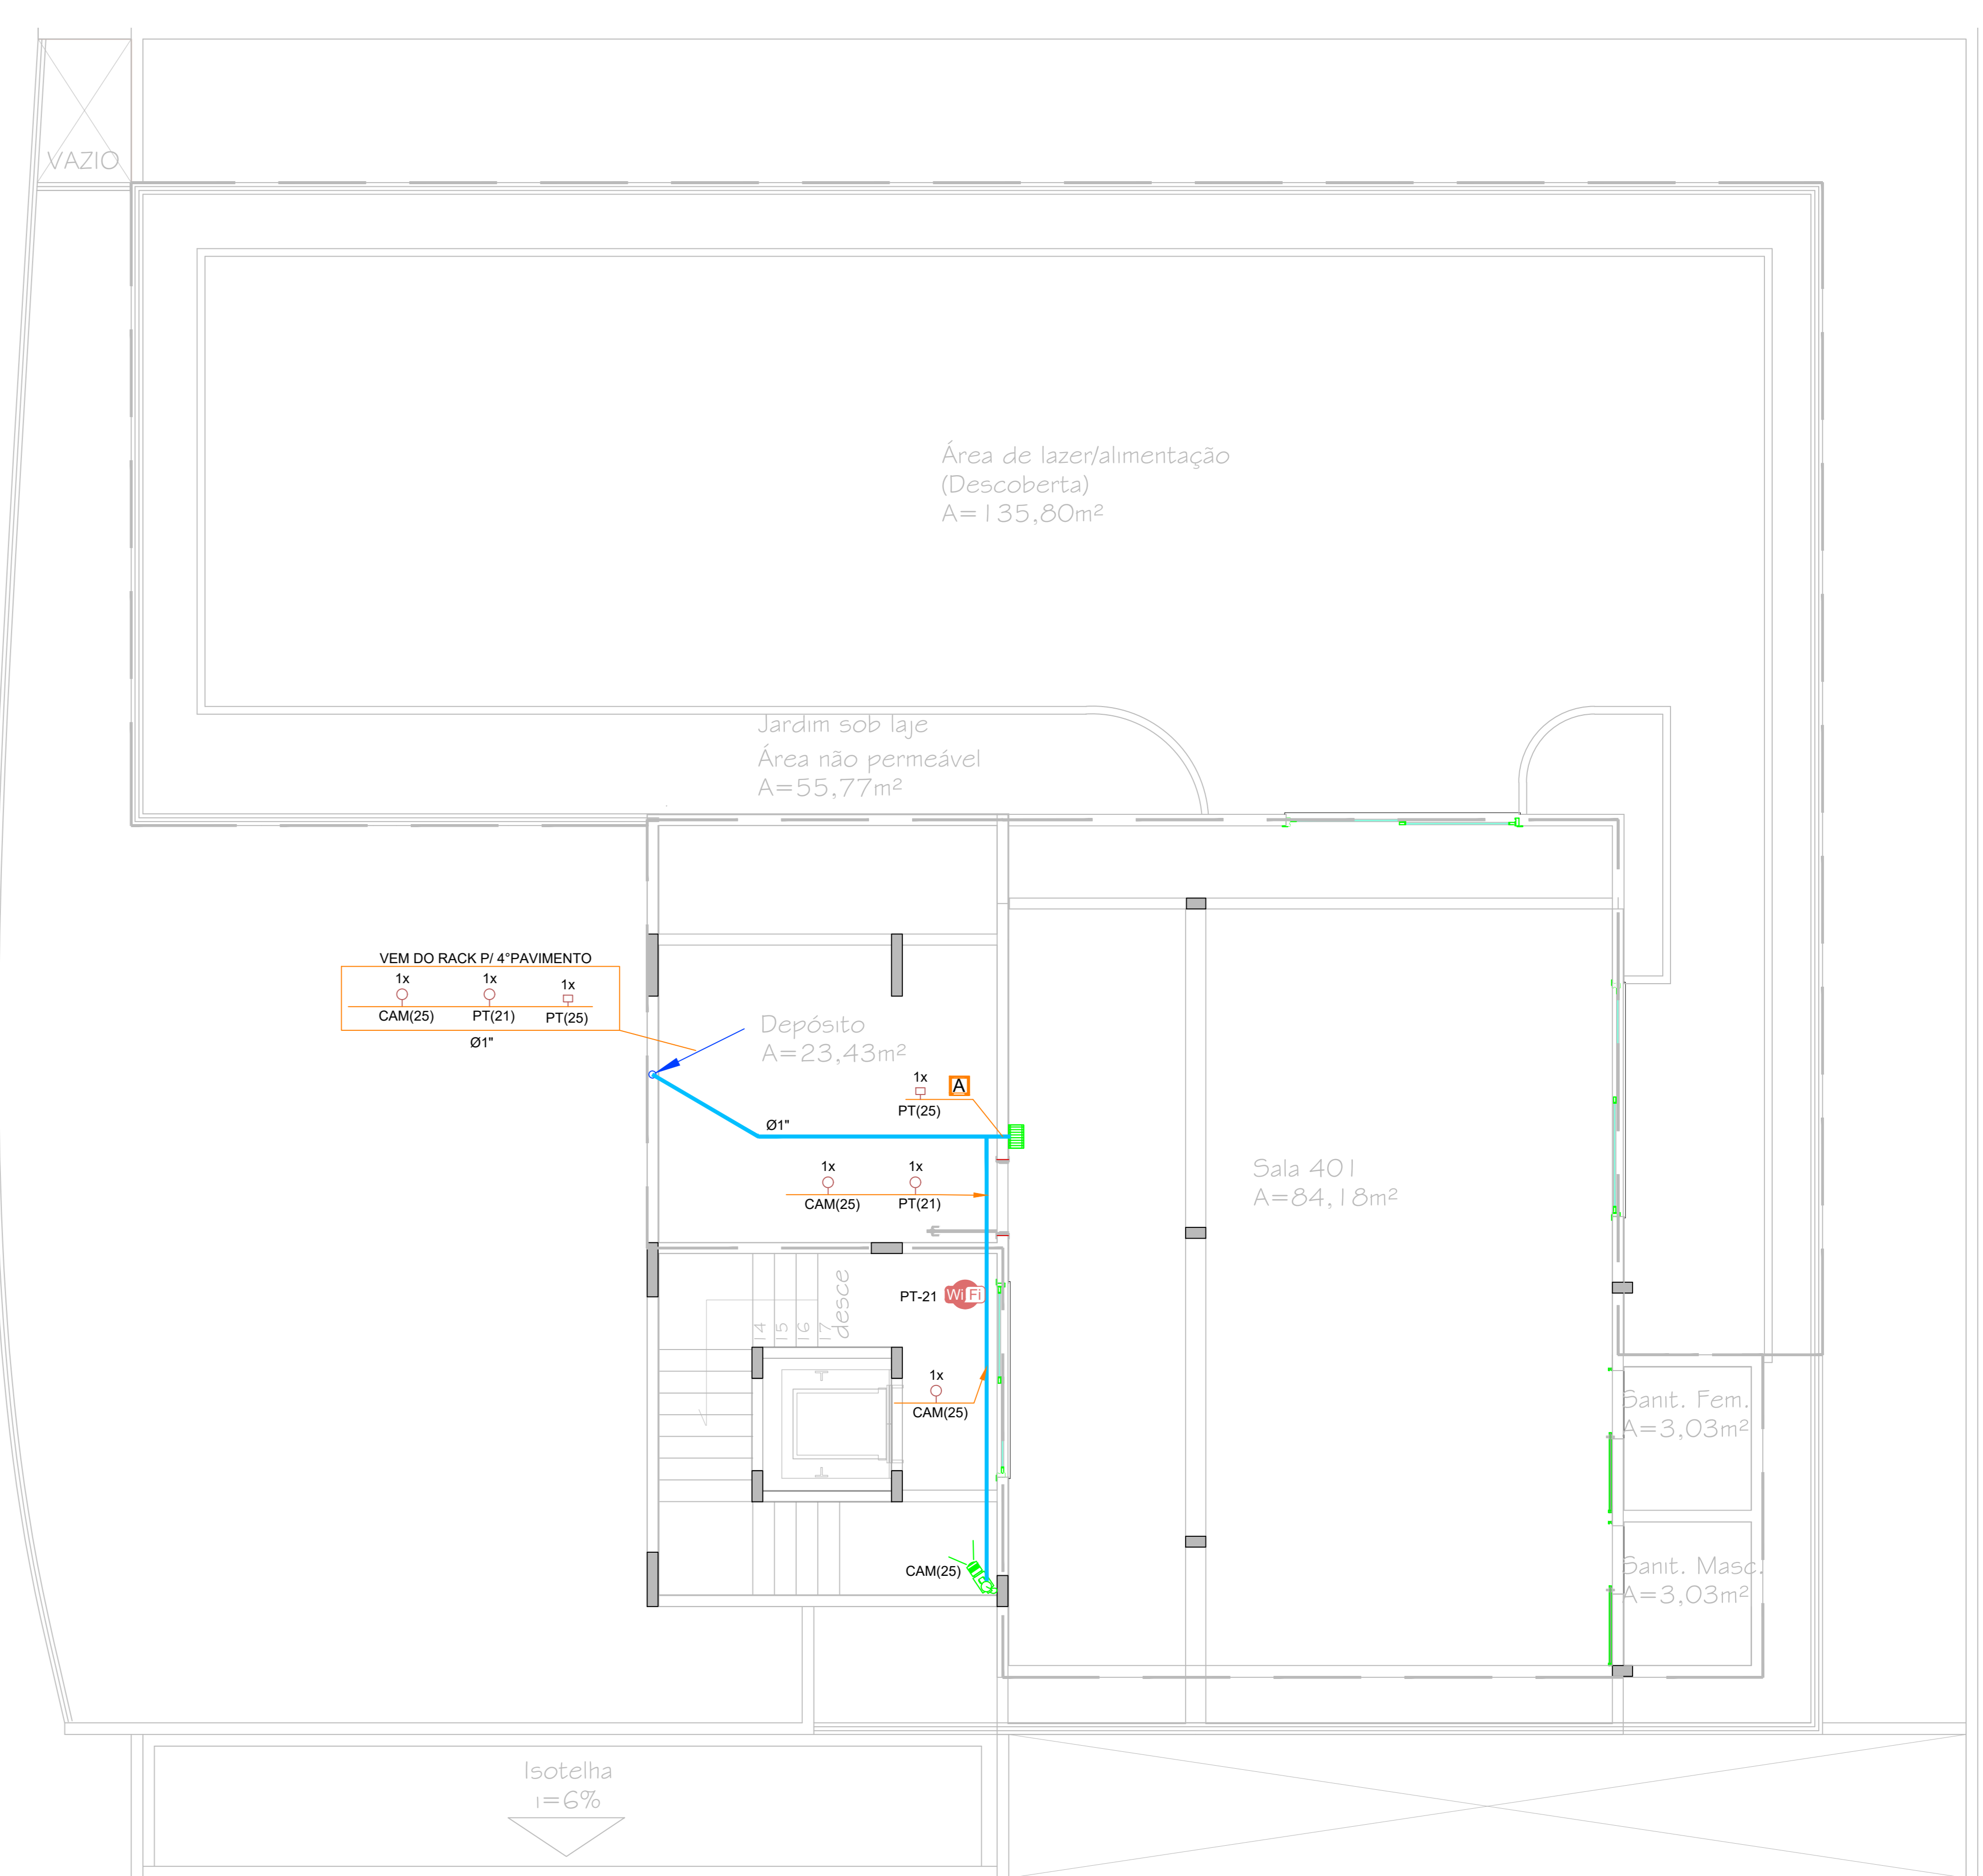 VAZIO
Área de lazer/alimentação
(Descoberta)
A=135,80m²
Jardim sob laje
Área não permeável
A=55,77m²
VEM DO RACK P/ 4°PAVIMENTO
1x 1x 1x
CAM(25) PT(21) PT(25)
Ø1"
Depósito
A=23,43m²
1x A
PT(25)
Ø1"
1x 1x
CAM(25) PT(21)
Sala 401
A=84,18m²
PT-21 WiFi
desce
14 15 16 17
1x
CAM(25)
Sanit. Fem.
A=3,03m²
CAM(25)
Sanit. Masc.
A=3,03m²
Isotelha
i=6%